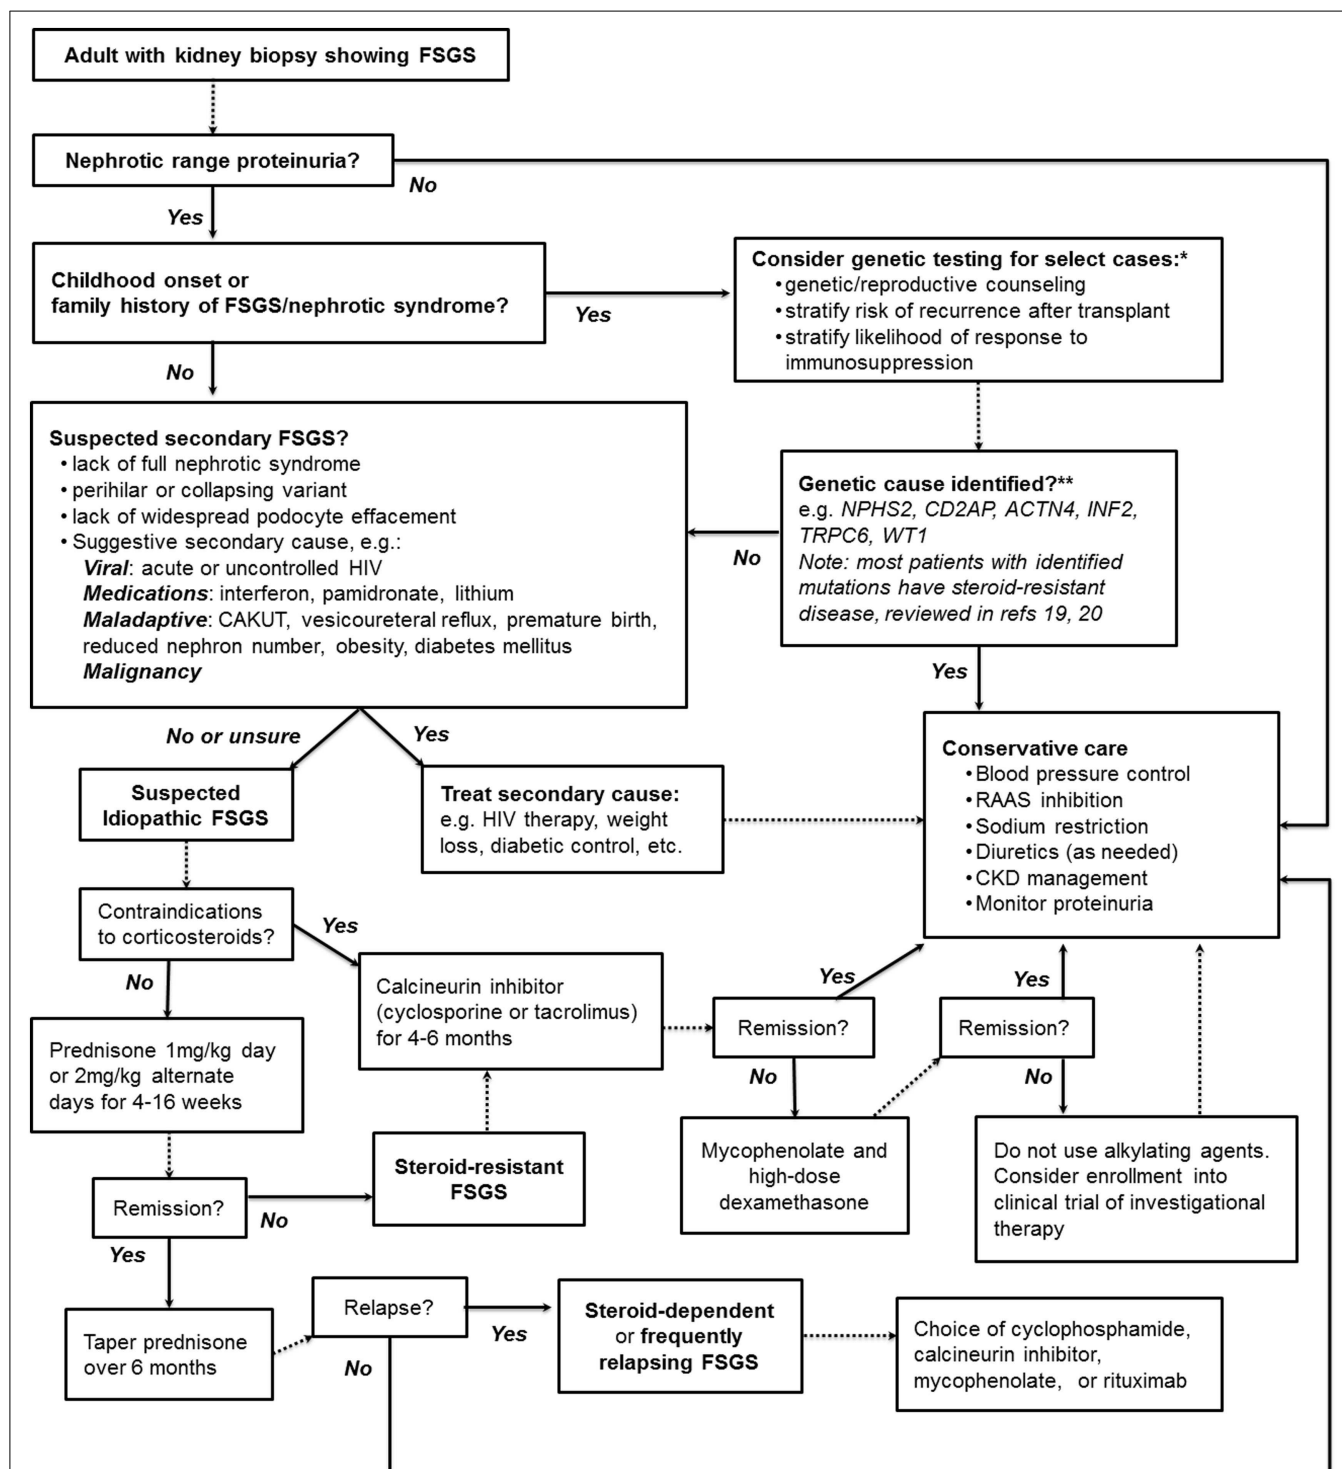 Adult with kidney biopsy showing FSGS
Nephrotic range proteinuria?
No
Yes
Childhood onset or
family history of FSGS/nephrotic syndrome?
Yes
No
Consider genetic testing for select cases:*
•genetic/reproductive counseling
•stratify risk of recurrence after transplant
•stratify likelihood of response to
immunosuppression
Suspected secondary FSGS?
• lack of full nephrotic syndrome
• perihilar or collapsing variant
• lack of widespread podocyte effacement
• Suggestive secondary cause, e.g.:
Viral: acute or uncontrolled HIV
Medications: interferon, pamidronate, lithium
Maladaptive: CAKUT, vesicoureteral reflux, premature birth,
reduced nephron number, obesity, diabetes mellitus
Malignancy
Genetic cause identified?**
e.g. NPHS2, CD2AP, ACTN4, INF2,
TRPC6, WT1
Note: most patients with identified
mutations have steroid-resistant
disease, reviewed in refs 19, 20
No
Yes
No or unsure
Yes
Suspected
Idiopathic FSGS
Treat secondary cause:
e.g. HIV therapy, weight
loss, diabetic control, etc.
Conservative care
•Blood pressure control
•RAAS inhibition
•Sodium restriction
•Diuretics (as needed)
•CKD management
•Monitor proteinuria
Contraindications
to corticosteroids?
Yes
No
Calcineurin inhibitor
(cyclosporine or tacrolimus)
for 4-6 months
Remission?
Yes
No
Remission?
Yes
No
Prednisone 1mg/kg day
or 2mg/kg alternate
days for 4-16 weeks
Steroid-resistant
FSGS
Mycophenolate and
high-dose
dexamethasone
Do not use alkylating agents.
Consider enrollment into
clinical trial of investigational
therapy
Remission?
No
Yes
Taper prednisone
over 6 months
Relapse?
Yes
No
Steroid-dependent
or frequently
relapsing FSGS
Choice of cyclophosphamide,
calcineurin inhibitor,
mycophenolate, or rituximab